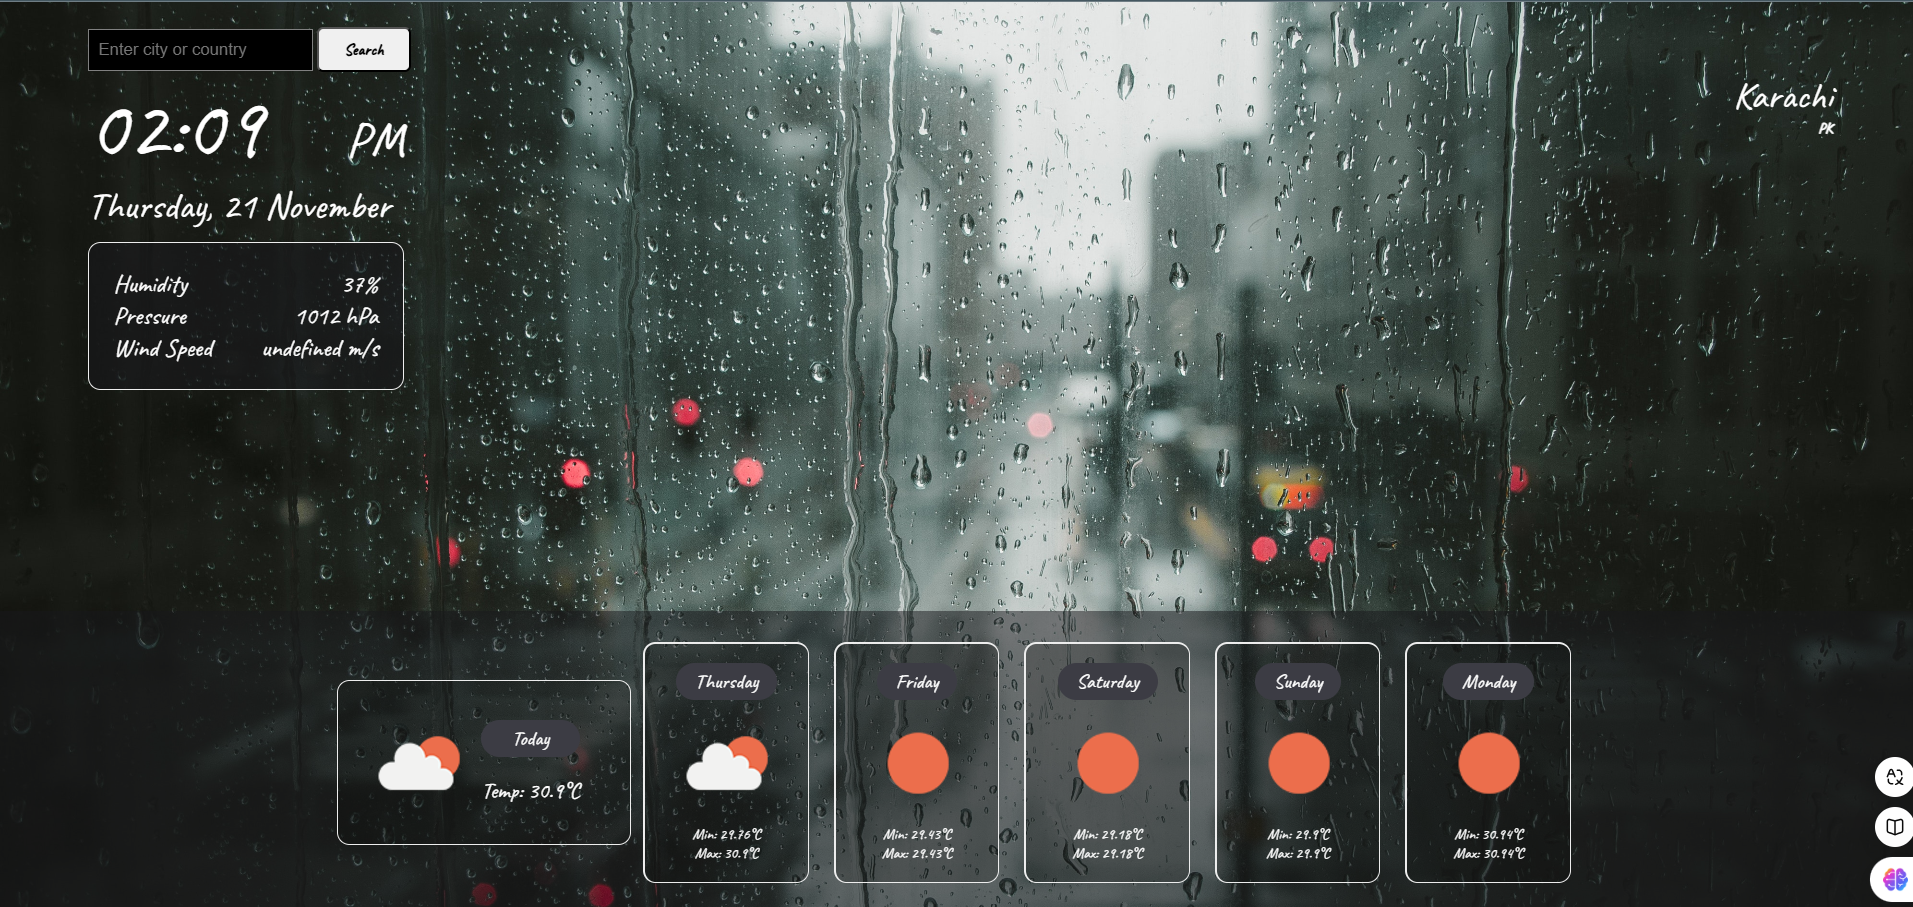 Enter city or country
Search
02:09 PM
Karachi
PK
Thursday, 21 November
Humidity 37%
Pressure 1012 hPa
Wind Speed undefined m/s
Today
Temp: 30.9°C
Thursday
Min: 29.76°C
Max: 30.9°C
Friday
Min: 29.43°C
Max: 29.43°C
Saturday
Min: 29.18°C
Max: 29.18°C
Sunday
Min: 29.9°C
Max: 29.9°C
Monday
Min: 30.94°C
Max: 30.94°C